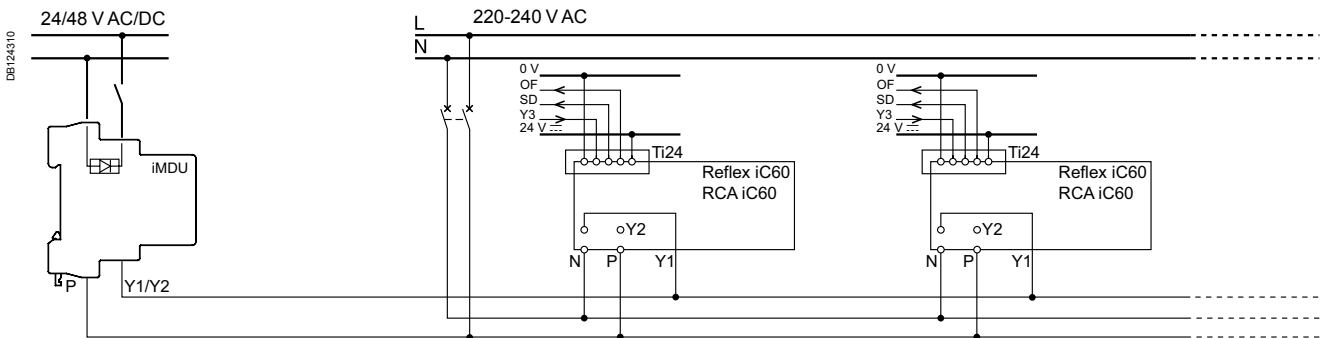 24/48 V AC/DC
L
220-240 V AC
N
DB124310
0 V
OF
SD
Y3
24 V ⎓
Ti24
Reflex iC60
RCA iC60
Y2
N
P
Y1
0 V
OF
SD
Y3
24 V ⎓
Ti24
Reflex iC60
RCA iC60
Y2
N
P
Y1
iMDU
P
Y1/Y2